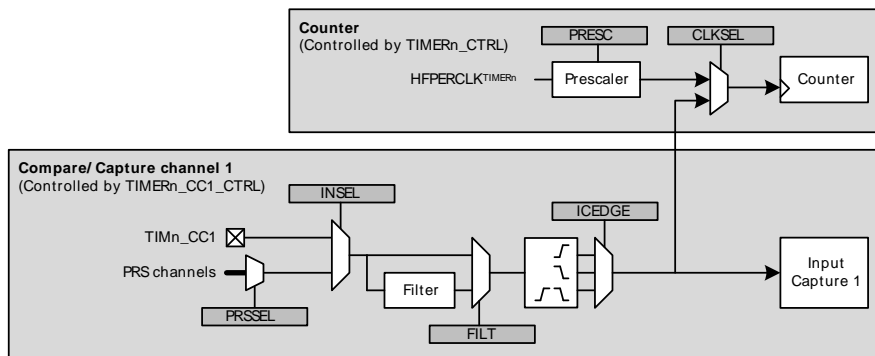 Counter
(Controlled by TIMERn_CTRL)
PRESC
CLKSEL
HFPERCLKTIMERn
Prescaler
Counter
Compare/ Capture channel 1
(Controlled by TIMERn_CC1_CTRL)
INSEL
ICEDGE
TIMn_CC1
PRS channels
Filter
Input
Capture 1
PRSSEL
FILT